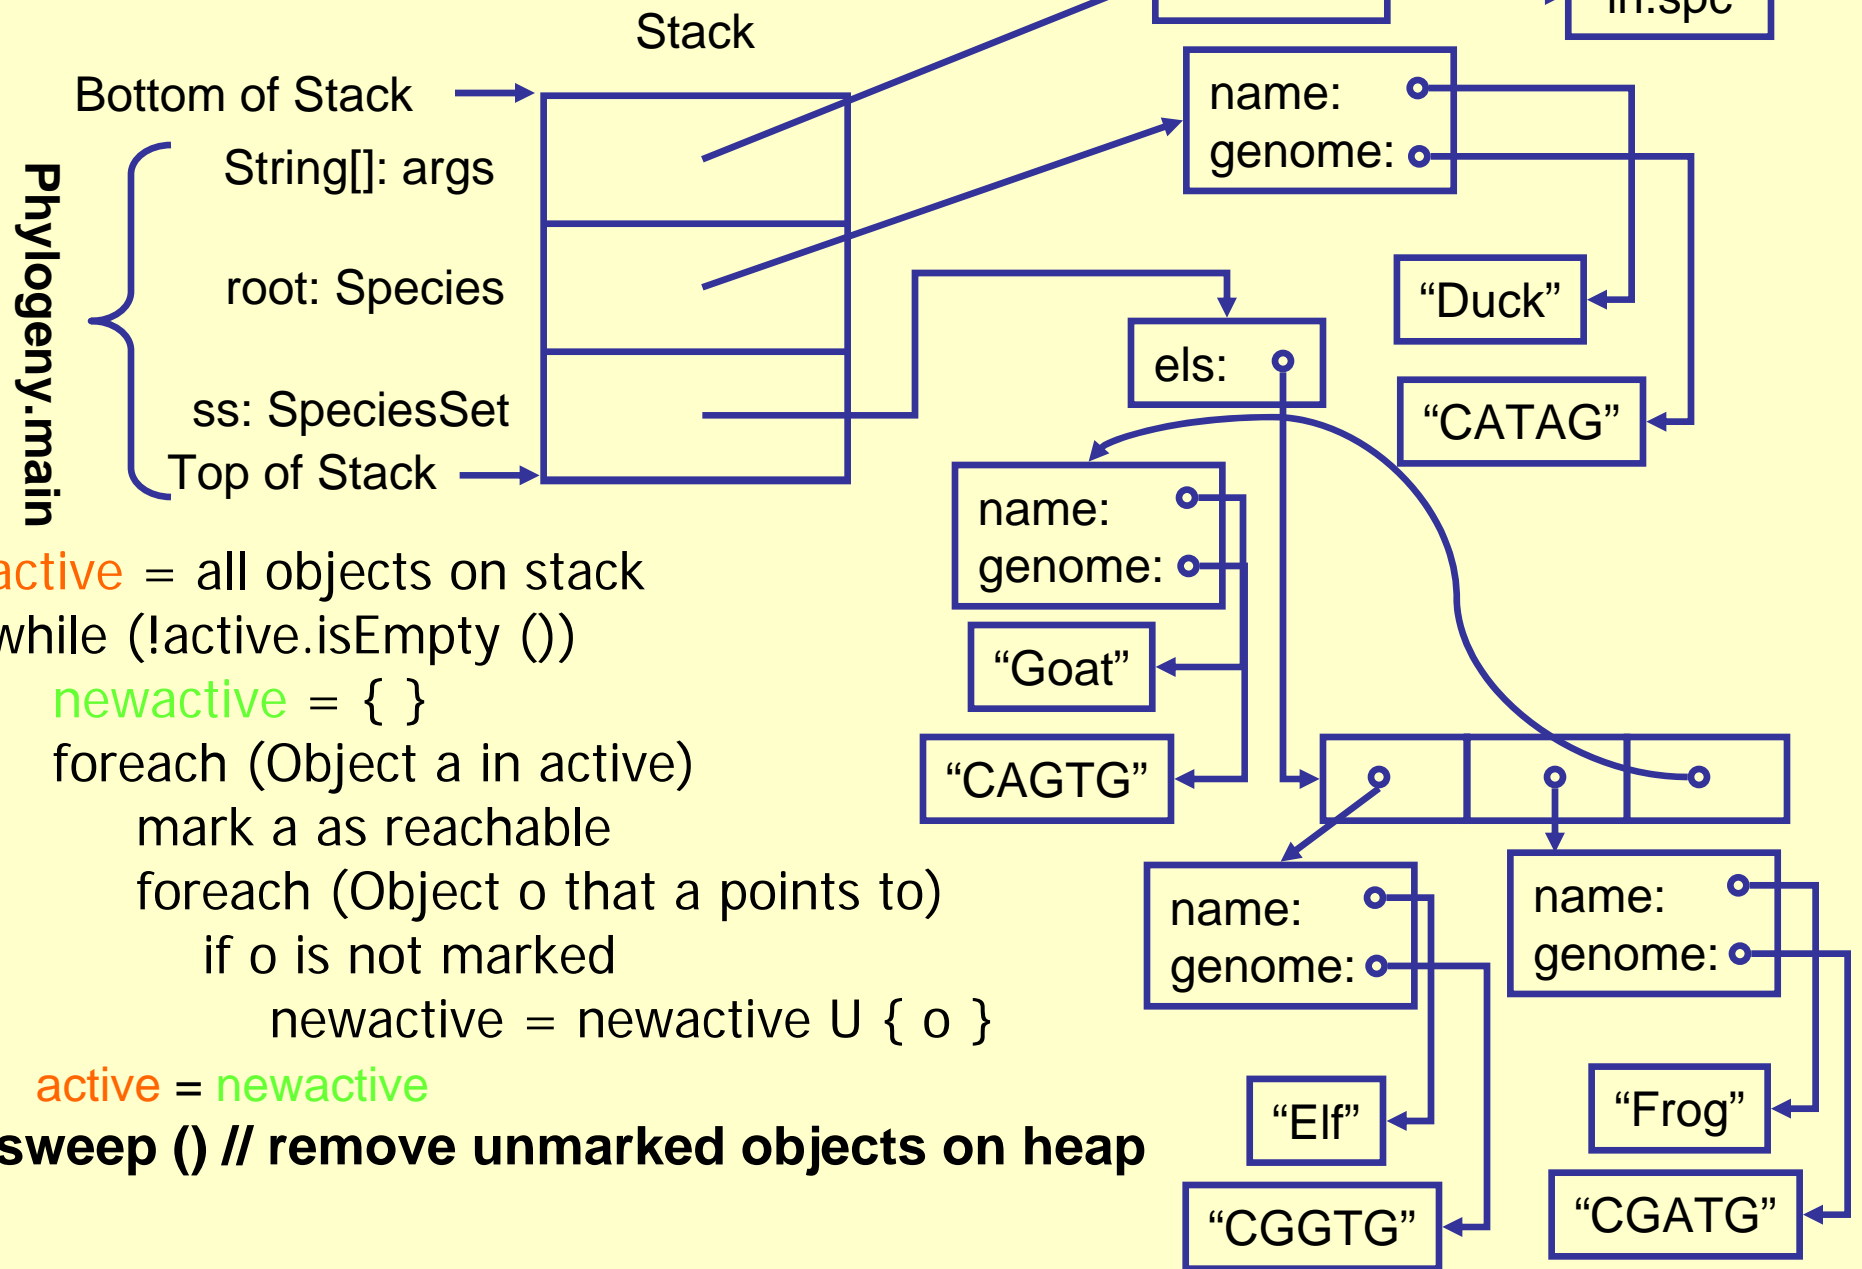 Stack
in.spc
Bottom of Stack
String[]: args
root: Species
ss: SpeciesSet
Top of Stack
Phylogeny.main
name:
genome:
“Duck”
“CATAG”
els:
name:
genome:
“Goat”
“CAGTG”
name:
genome:
“Elf”
“CGGTG”
name:
genome:
“Frog”
“CGATG”
active = all objects on stack
while (!active.isEmpty ())
newactive = { }
foreach (Object a in active)
mark a as reachable
foreach (Object o that a points to)
if o is not marked
newactive = newactive U { o }
active = newactive
sweep () // remove unmarked objects on heap